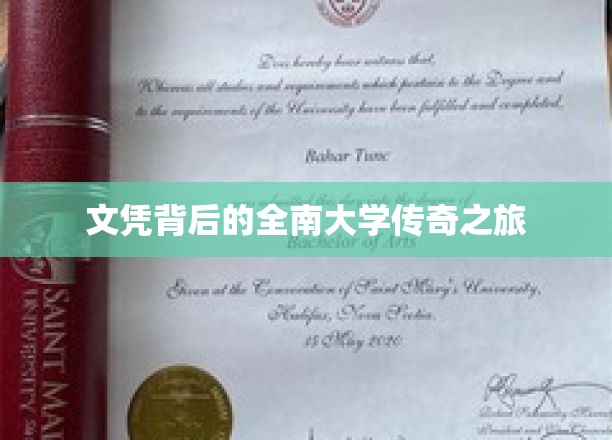 Does hereby bear witness that,
Whereas all studies and requirements which pertain to the Degree and
to the requirements of the University have been fulfilled and completed,
Bahar Tunc
文凭背后的全南大学传奇之旅
Bachelor of Arts
Given at the Convocation of Saint Mary's University,
Halifax, Nova Scotia.
15 May 2020
SAINT MA
UNIVERSITY
President and Vice